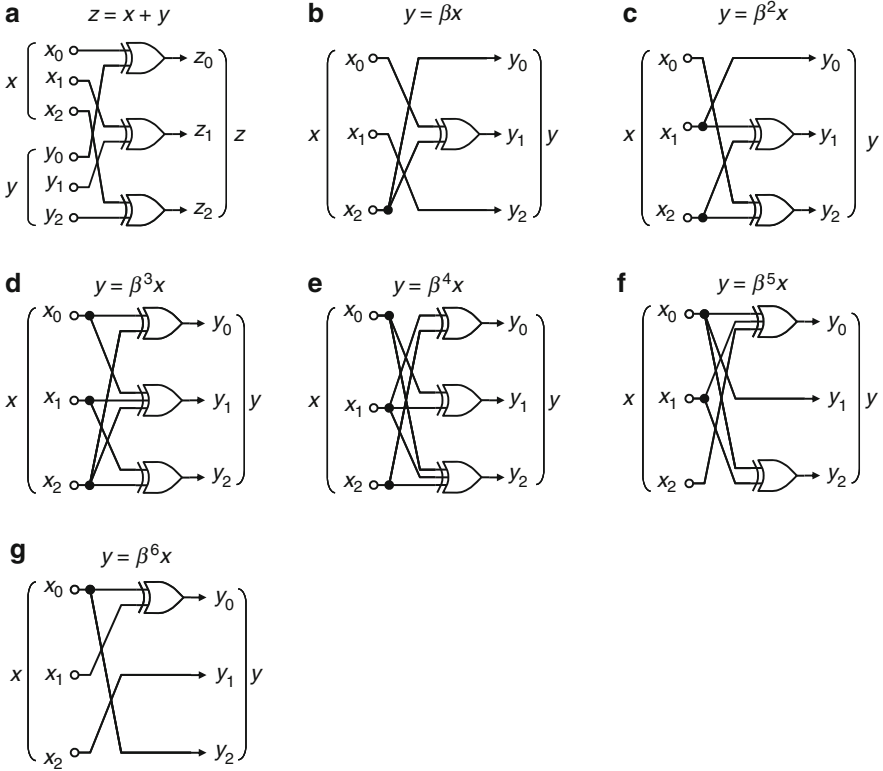 a z = x + y
x
x₀
x₁
x₂
y
y₀
y₁
y₂
z₀
z₁
z₂
z
b y = βx
x
x₀
x₁
x₂
y₀
y₁
y₂
y
c y = β²x
x
x₀
x₁
x₂
y₀
y₁
y₂
y
d y = β³x
x
x₀
x₁
x₂
y₀
y₁
y₂
y
e y = β⁴x
x
x₀
x₁
x₂
y₀
y₁
y₂
y
f y = β⁵x
x
x₀
x₁
x₂
y₀
y₁
y₂
y
g y = β⁶x
x
x₀
x₁
x₂
y₀
y₁
y₂
y